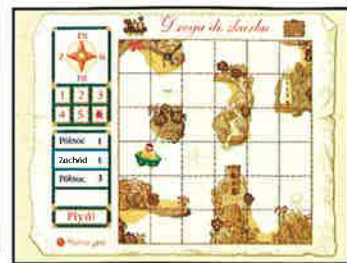 Droga do skarbu
Z
1 2 3
4 5
Północ 1
Zachód 1
Północ 3
Płyń!